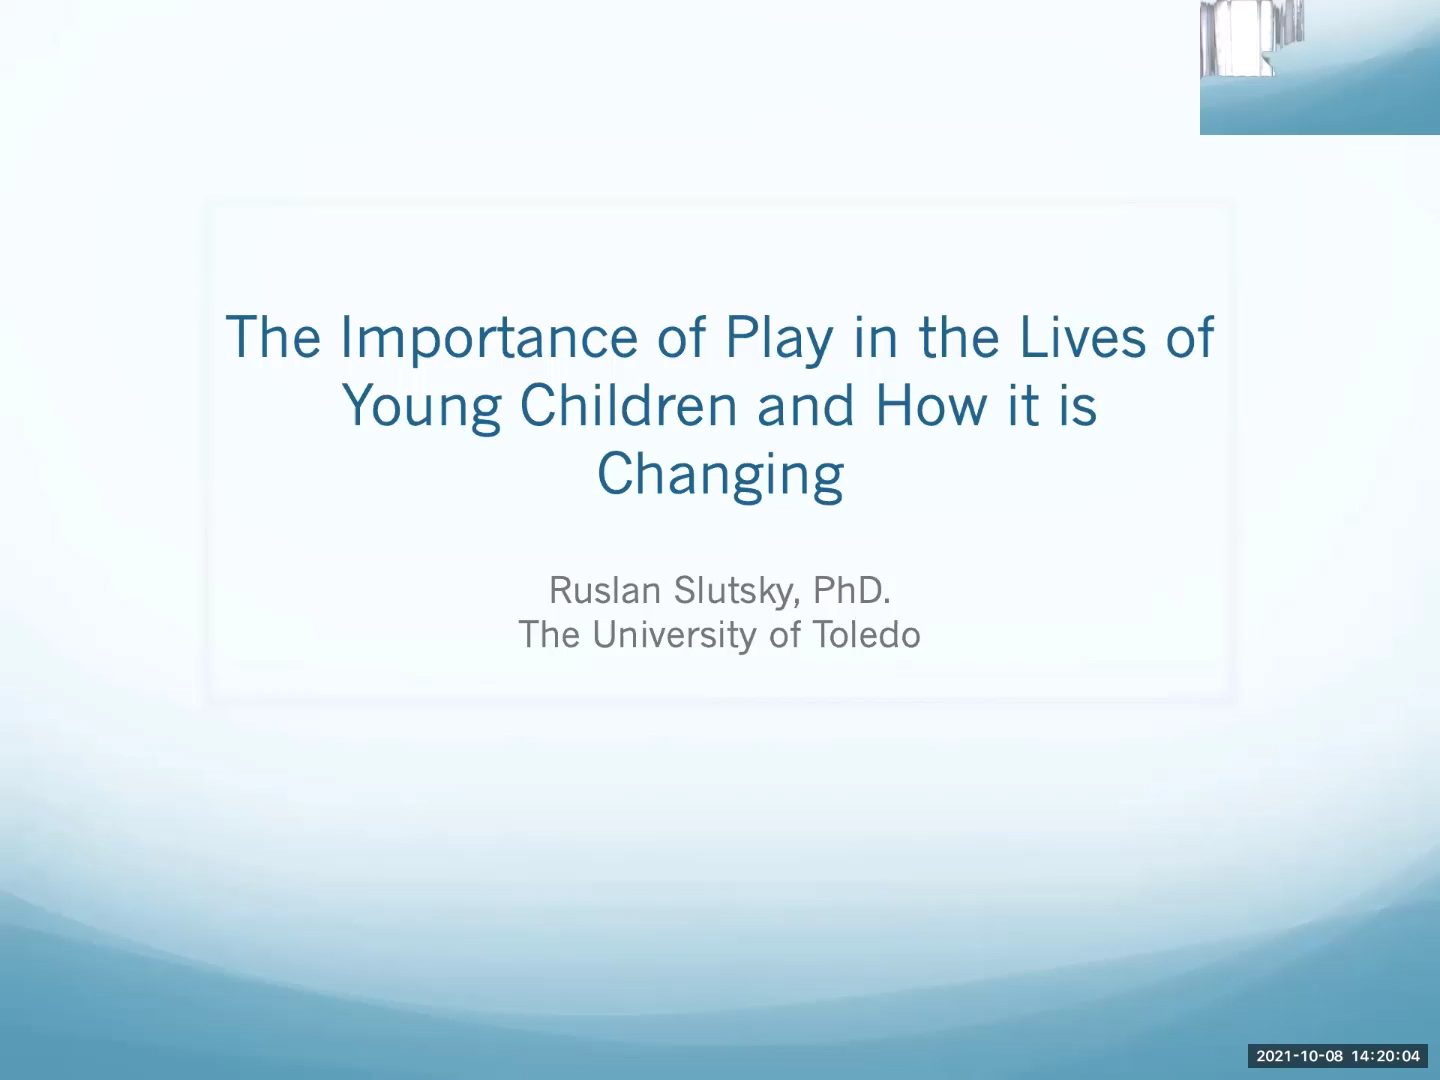 The Importance of Play in the Lives of
Young Children and How it is
Changing
Ruslan Slutsky, PhD.
The University of Toledo
2021-10-08 14:20:04